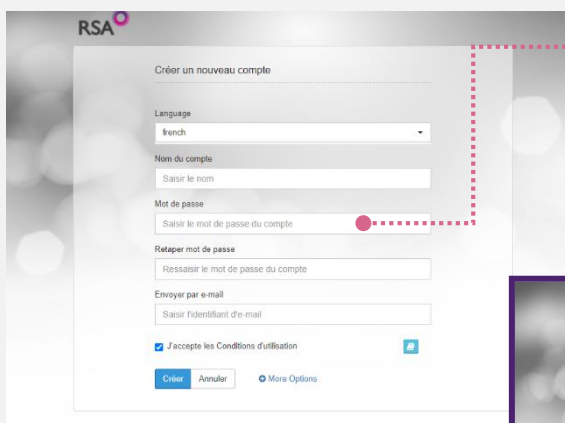 RSA
Créer un nouveau compte
Language
french
Nom du compte
Saisir le nom
Mot de passe
Saisir le mot de passe du compte
Retaper mot de passe
Ressaisir le mot de passe du compte
Envoyer par e-mail
Saisir l'identifiant d'e-mail
J'accepte les Conditions d'utilisation
Créer Annuler More Options